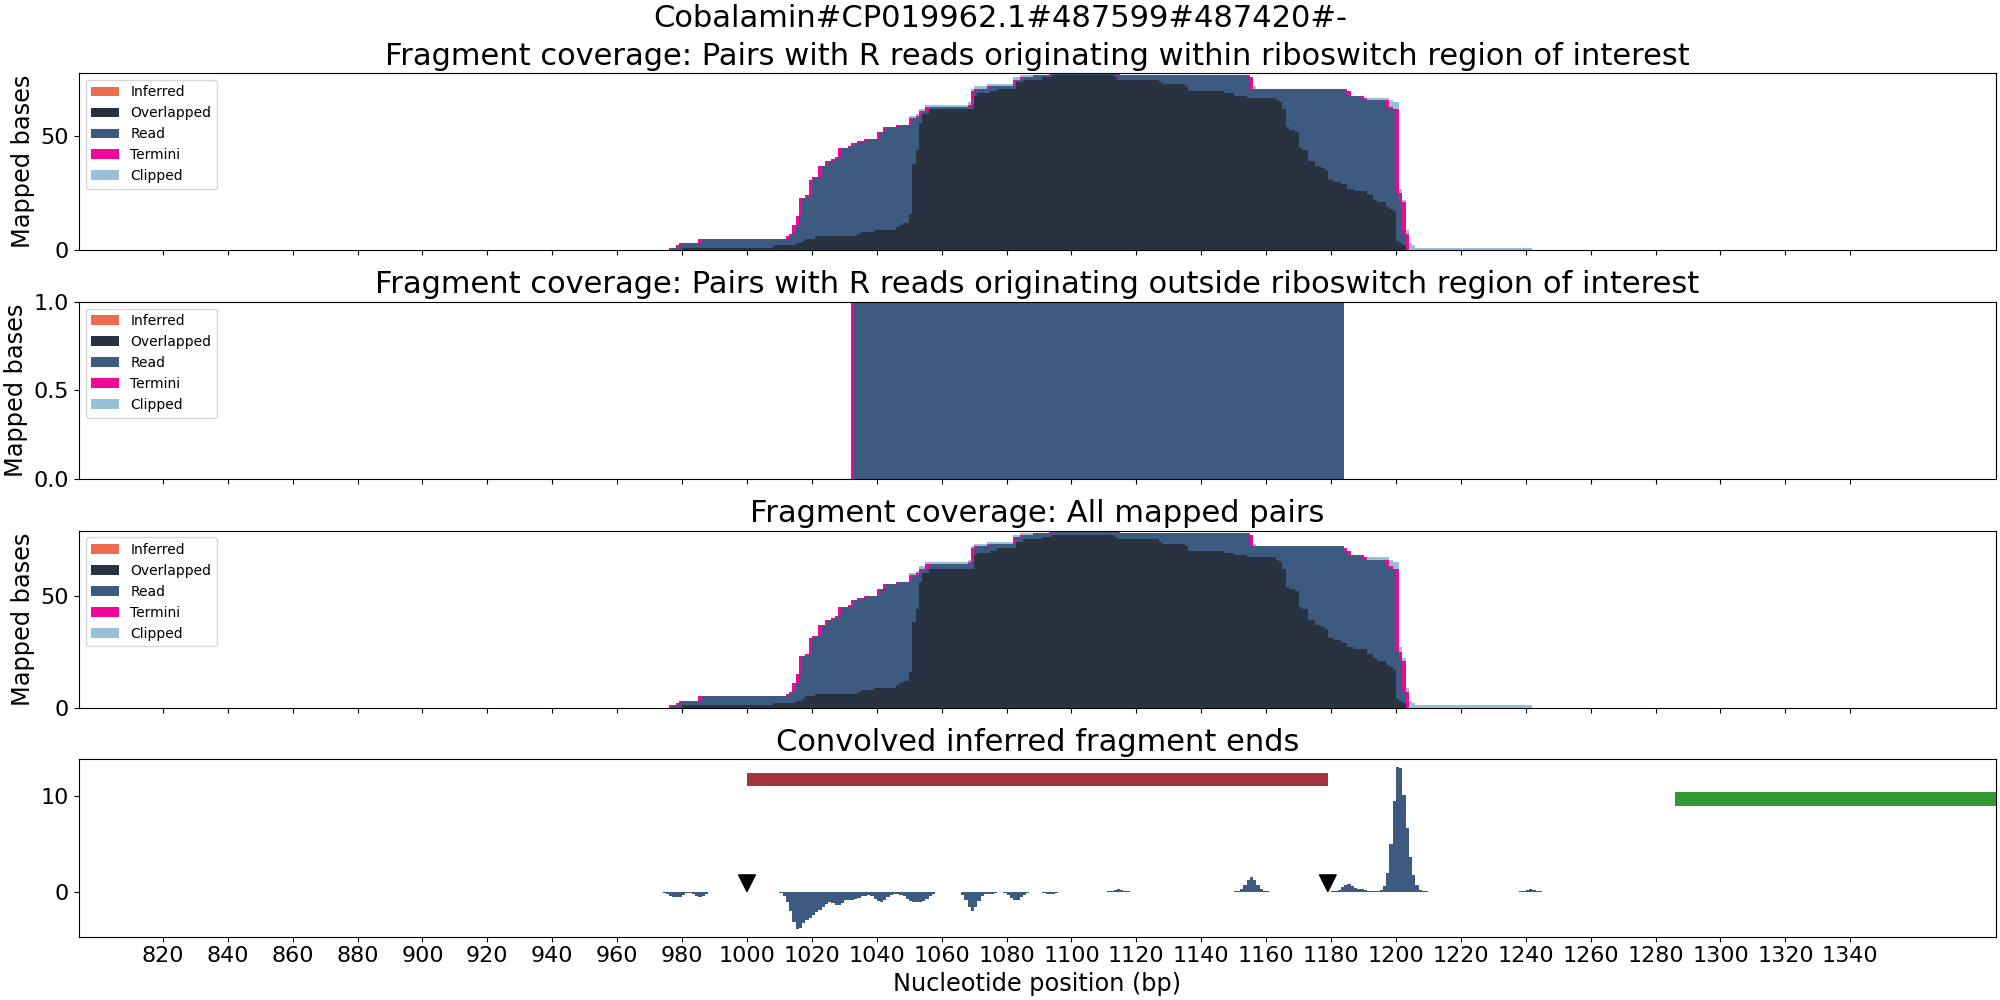 Cobalamin#CP019962.1#487599#487420#-
Fragment coverage: Pairs with R reads originating within riboswitch region of interest
Mapped bases
50
0
Inferred
Overlapped
Read
Termini
Clipped
Fragment coverage: Pairs with R reads originating outside riboswitch region of interest
Mapped bases
1.0
0.5
0.0
Inferred
Overlapped
Read
Termini
Clipped
Fragment coverage: All mapped pairs
Mapped bases
50
0
Inferred
Overlapped
Read
Termini
Clipped
Convolved inferred fragment ends
10
0
820 840 860 880 900 920 940 960 980 1000 1020 1040 1060 1080 1100 1120 1140 1160 1180 1200 1220 1240 1260 1280 1300 1320 1340
Nucleotide position (bp)